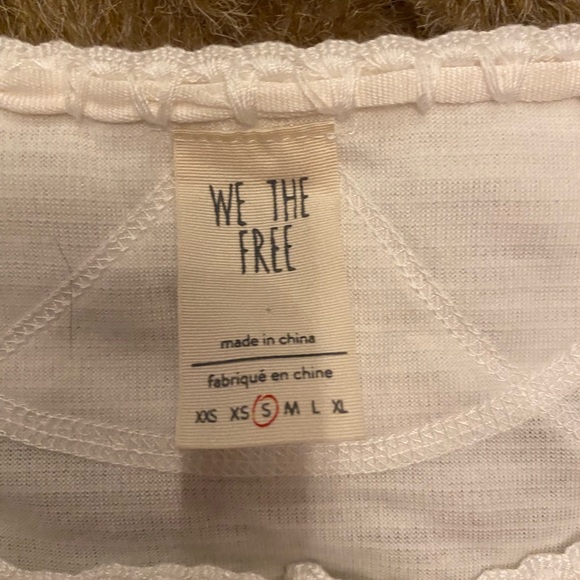 WE THE
FREE
made in china
fabriqué en chine
XXS XS S M L XL